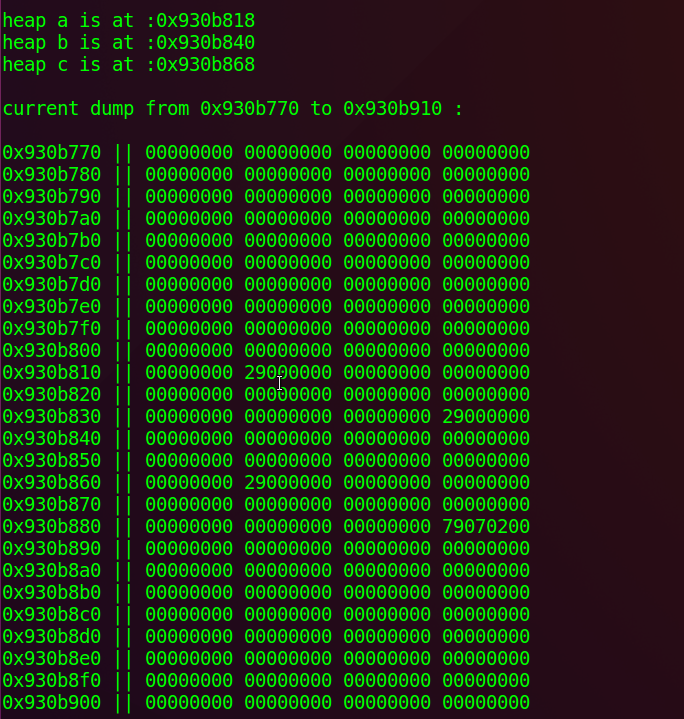 heap a is at :0x930b818
heap b is at :0x930b840
heap c is at :0x930b868
current dump from 0x930b770 to 0x930b910 :
0x930b770 || 00000000 00000000 00000000 00000000
0x930b780 || 00000000 00000000 00000000 00000000
0x930b790 || 00000000 00000000 00000000 00000000
0x930b7a0 || 00000000 00000000 00000000 00000000
0x930b7b0 || 00000000 00000000 00000000 00000000
0x930b7c0 || 00000000 00000000 00000000 00000000
0x930b7d0 || 00000000 00000000 00000000 00000000
0x930b7e0 || 00000000 00000000 00000000 00000000
0x930b7f0 || 00000000 00000000 00000000 00000000
0x930b800 || 00000000 00000000 00000000 00000000
0x930b810 || 00000000 29000000 00000000 00000000
0x930b820 || 00000000 00000000 00000000 00000000
0x930b830 || 00000000 00000000 00000000 29000000
0x930b840 || 00000000 00000000 00000000 00000000
0x930b850 || 00000000 00000000 00000000 00000000
0x930b860 || 00000000 29000000 00000000 00000000
0x930b870 || 00000000 00000000 00000000 00000000
0x930b880 || 00000000 00000000 00000000 79070200
0x930b890 || 00000000 00000000 00000000 00000000
0x930b8a0 || 00000000 00000000 00000000 00000000
0x930b8b0 || 00000000 00000000 00000000 00000000
0x930b8c0 || 00000000 00000000 00000000 00000000
0x930b8d0 || 00000000 00000000 00000000 00000000
0x930b8e0 || 00000000 00000000 00000000 00000000
0x930b8f0 || 00000000 00000000 00000000 00000000
0x930b900 || 00000000 00000000 00000000 00000000